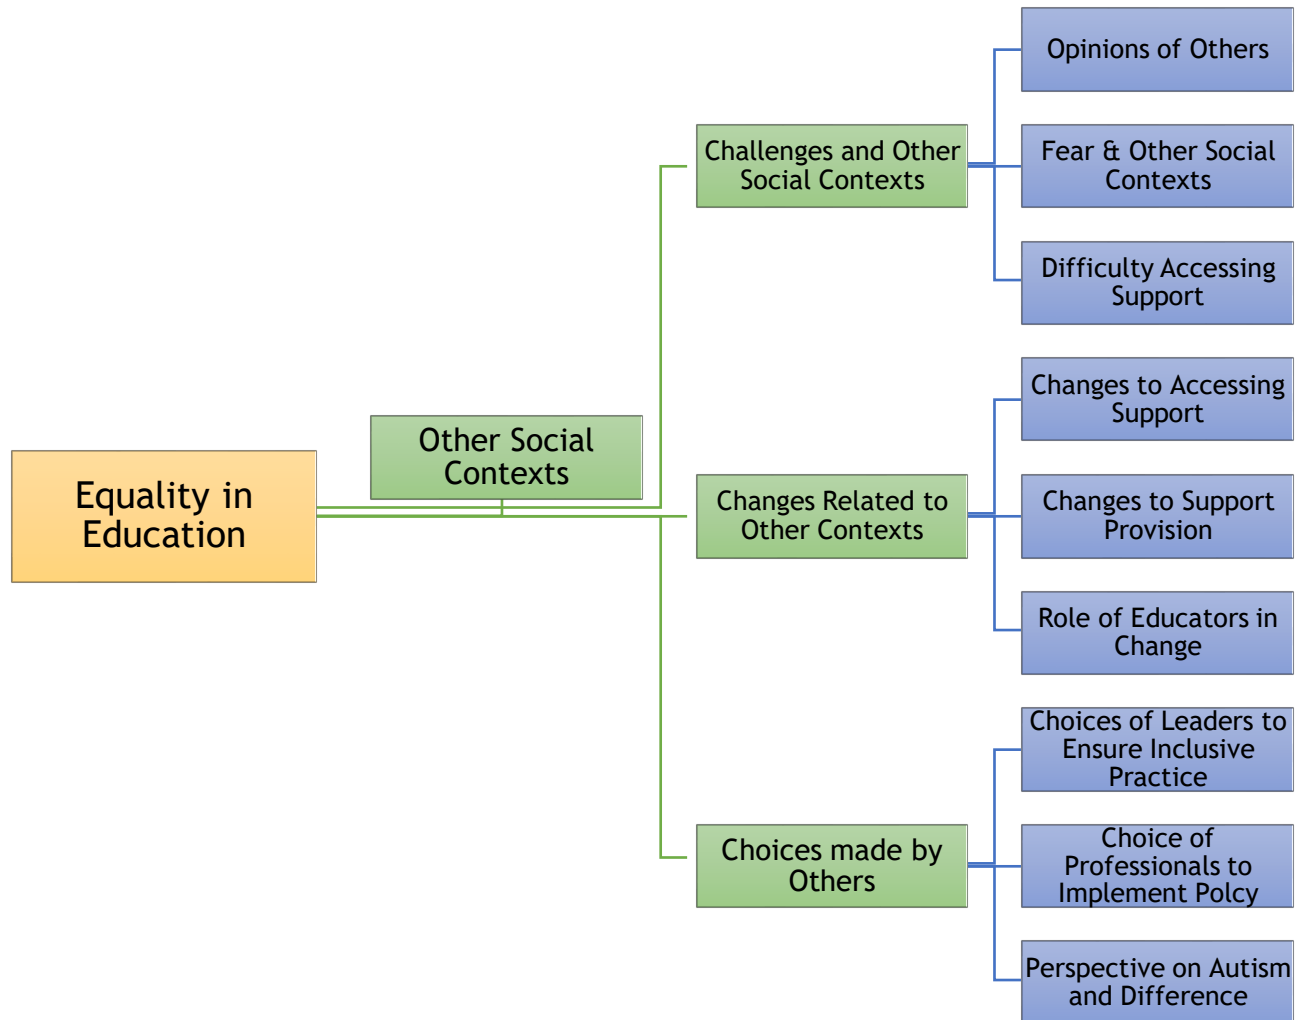 Equality in
Education
Other Social
Contexts
Challenges and Other
Social Contexts
Opinions of Others
Fear & Other Social
Contexts
Difficulty Accessing
Support
Changes Related to
Other Contexts
Changes to Accessing
Support
Changes to Support
Provision
Role of Educators in
Change
Choices made by
Others
Choices of Leaders to
Ensure Inclusive
Practice
Choice of
Professionals to
Implement Polcy
Perspective on Autism
and Difference